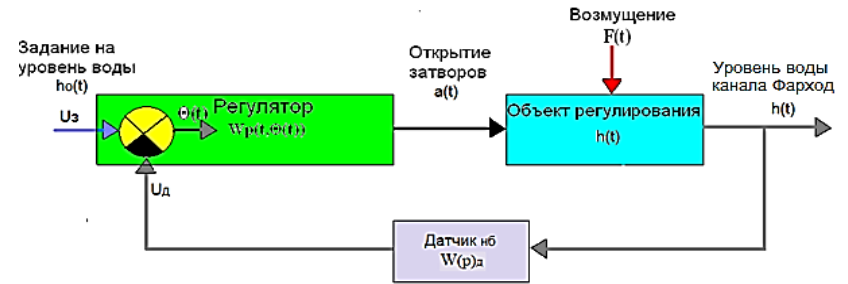 Возмущение
F(t)
Задание на
уровень воды
h₀(t)
Uз
Θ(t)
Регулятор
Wp(t,Θ(t))
Открытие
затворов
a(t)
Объект регулирования
h(t)
Уровень воды
канала Фарход
h(t)
Uд
Датчик нб
W(p)д